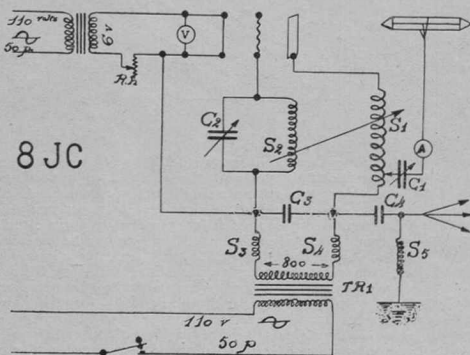 110 volts
50 p
6 v
Rh
V
C2
S2
S1
A
C1
8 JC
C3
C4
S3
S4
S5
800
TR1
110 v
50 p